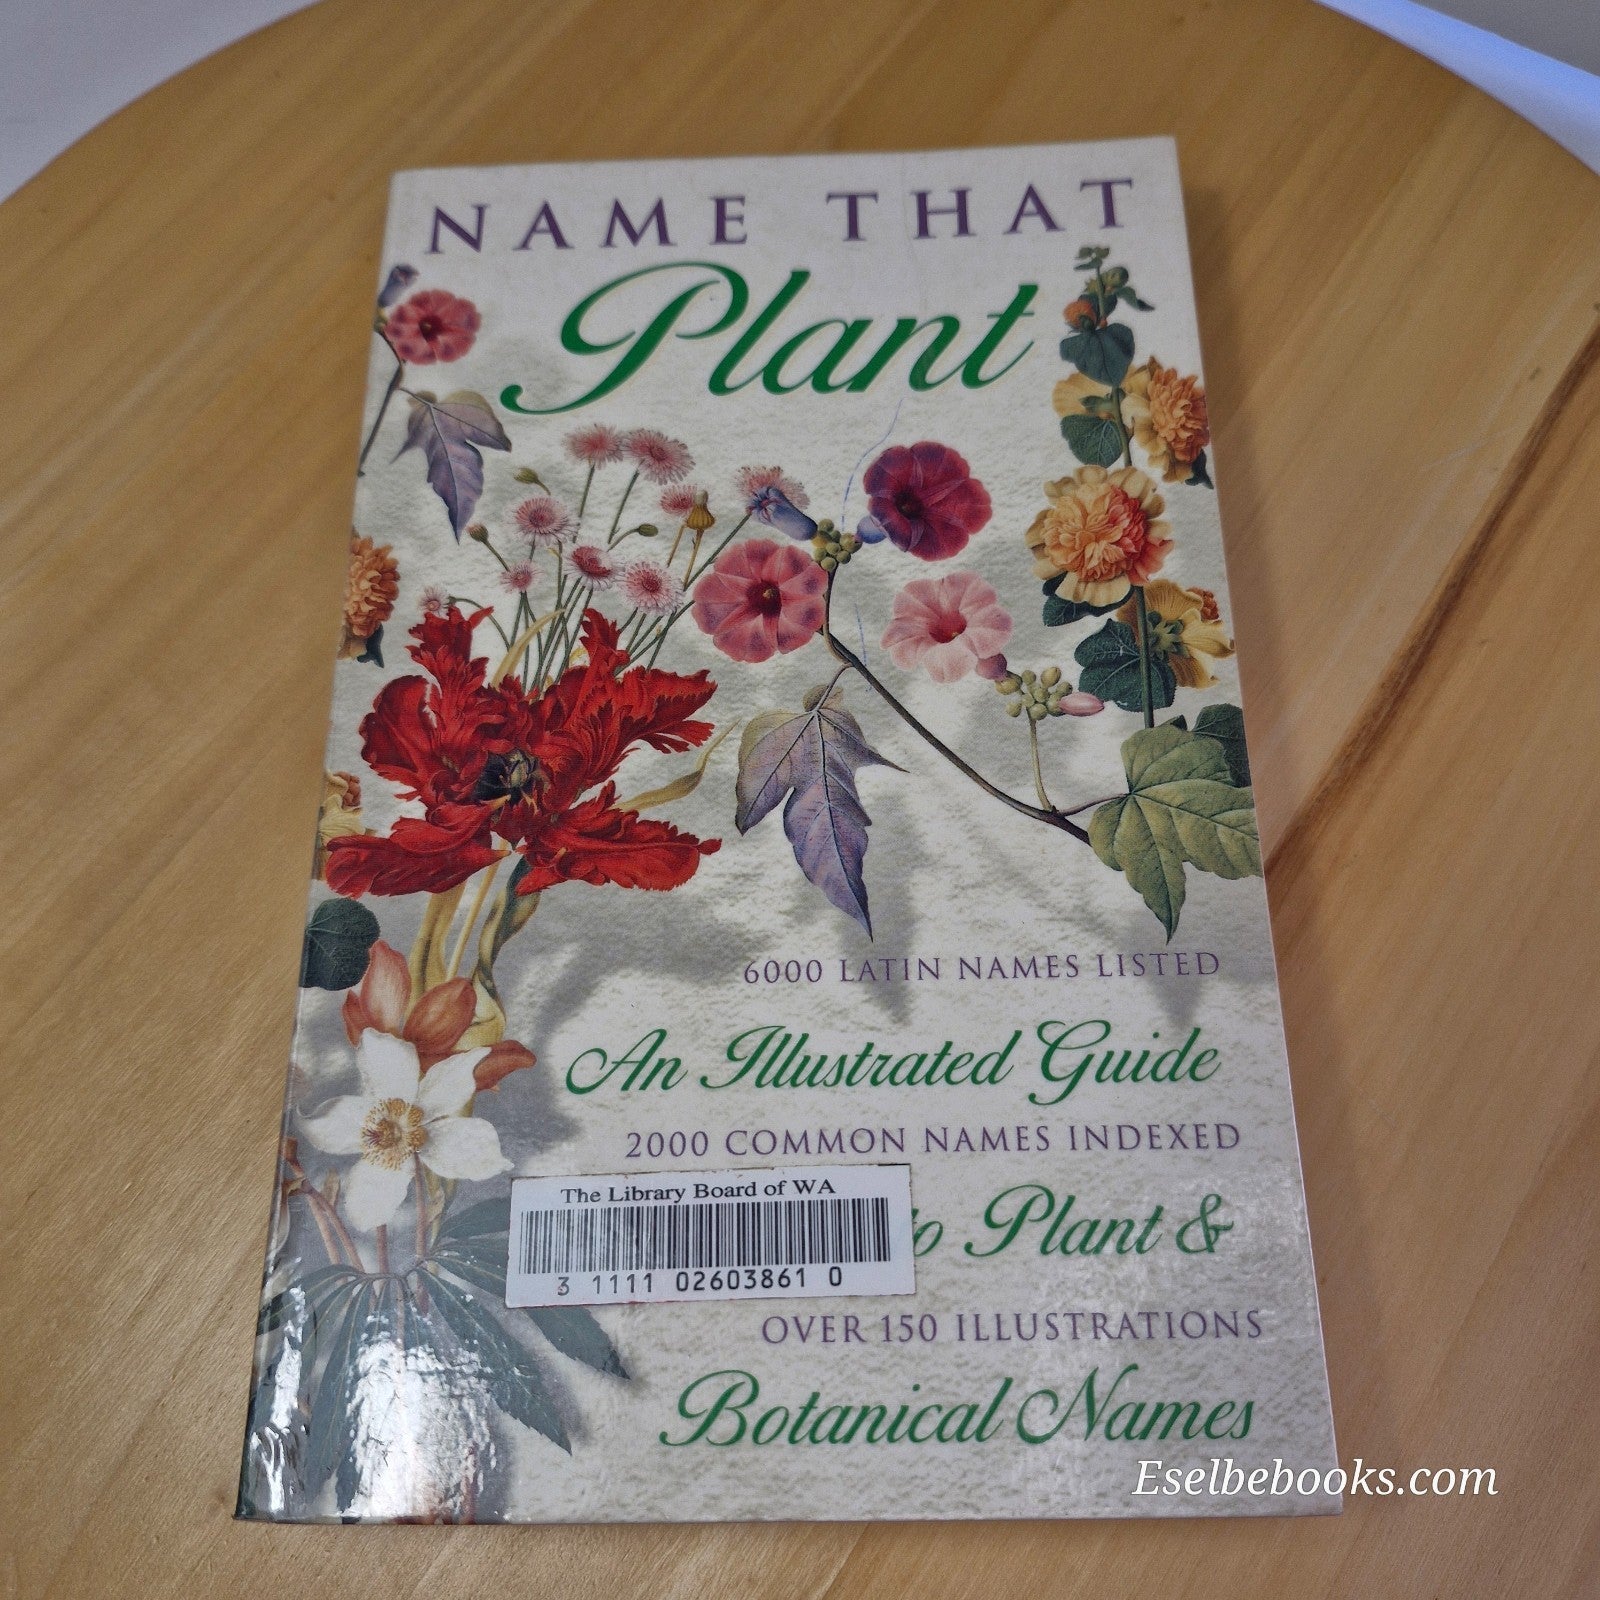 NAME THAT
Plant
6000 LATIN NAMES LISTED
An Illustrated Guide
2000 COMMON NAMES INDEXED
The Library Board of WA
to Plant &
3 1111 02603861 0
OVER 150 ILLUSTRATIONS
Botanical Names
Eselbebooks.com